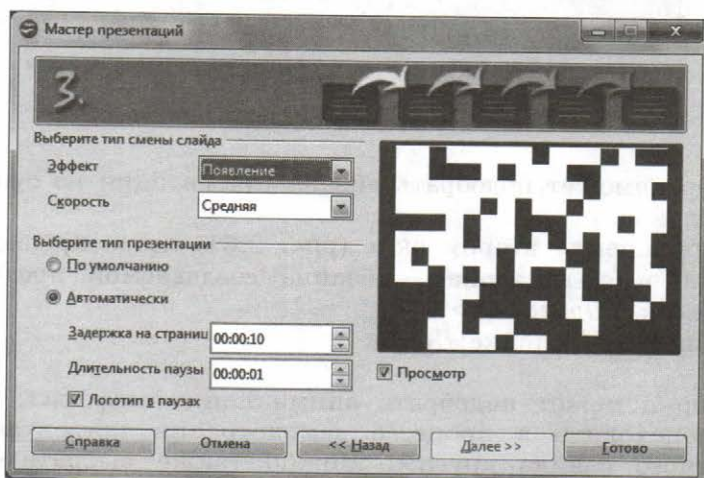 Мастер презентаций
3.
Выберите тип смены слайда
Эффект Появление
Скорость Средняя
Выберите тип презентации
По умолчанию
Автоматически
Задержка на страниц 00:00:10
Длительность паузы 00:00:01
Логотип в паузах
Просмотр
Справка Отмена << Назад Далее >> Готово